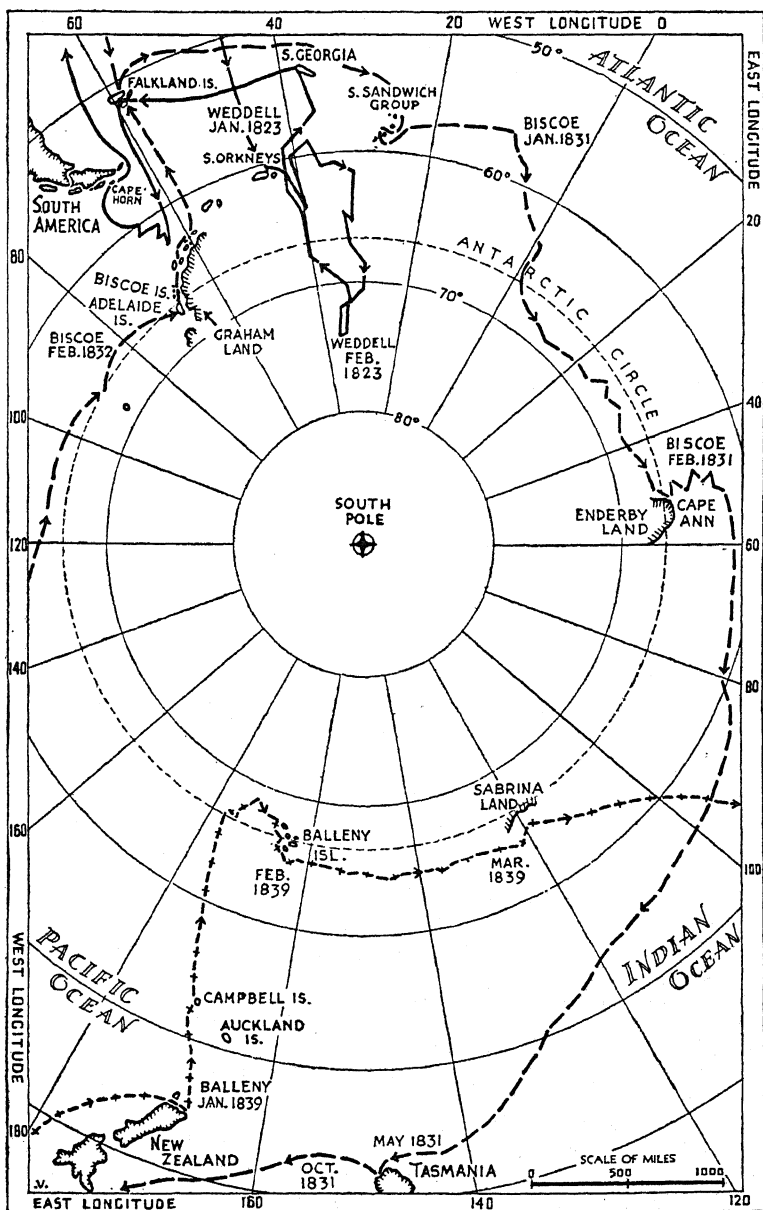 60
40
20
WEST LONGITUDE
0
50°
ATLANTIC
OCEAN
EAST LONGITUDE
S. GEORGIA
FALKLAND IS.
S. SANDWICH
GROUP
WEDDELL
JAN. 1823
BISCOE
JAN. 1831
S. ORKNEYS
60°
CAPE
HORN
SOUTH
AMERICA
20
80
ANTARCTIC
CIRCLE
BISCOE IS.
ADELAIDE
IS.
70°
BISCOE
FEB. 1832
GRAHAM
LAND
WEDDELL
FEB.
1823
40
100
80°
BISCOE
FEB. 1831
SOUTH
POLE
ENDERBY
LAND
CAPE
ANN
120
60
140
80
SABRINA
LAND
160
BALLENY
ISL.
FEB.
1839
MAR.
1839
100
PACIFIC
OCEAN
INDIAN
OCEAN
WEST LONGITUDE
CAMPBELL IS.
AUCKLAND
IS.
BALLENY
JAN. 1839
180
NEW
ZEALAND
MAY 1831
OCT.
1831
TASMANIA
SCALE OF MILES
0 500 1000
.V.
EAST LONGITUDE
160
140
120